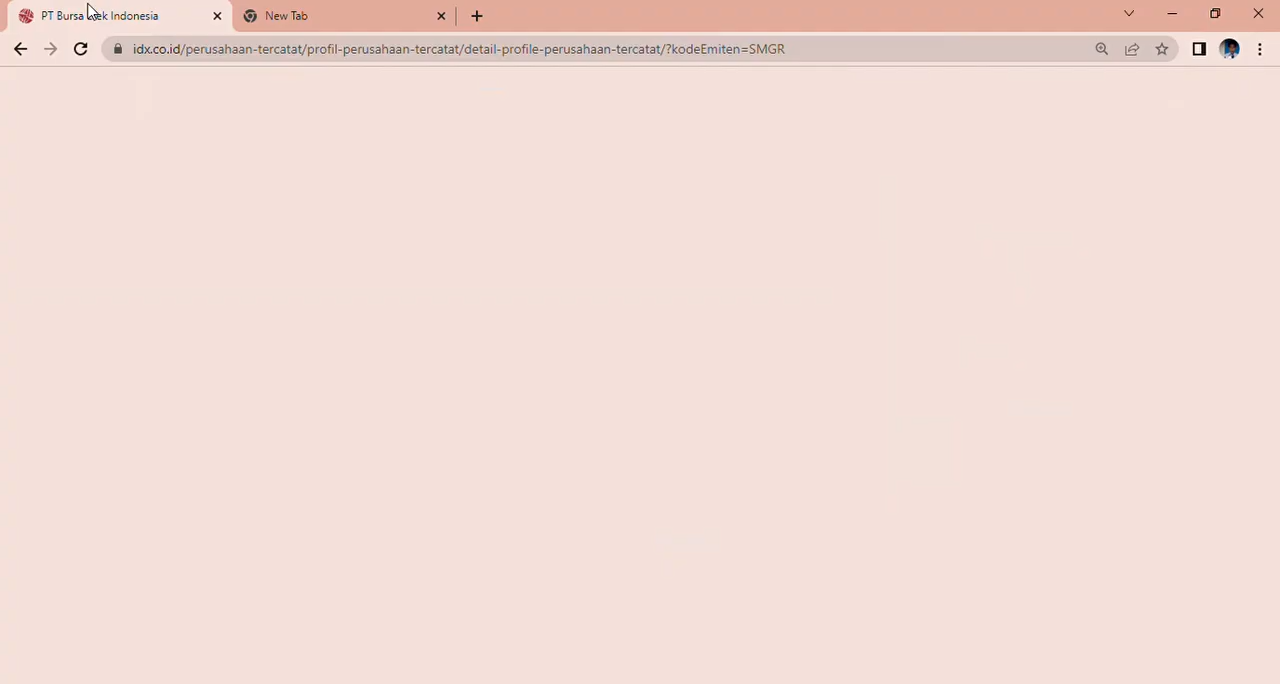 PT Bursa Efek Indonesia
New Tab
idx.co.id/perusahaan-tercatat/profil-perusahaan-tercatat/detail-profile-perusahaan-tercatat/?kodeEmiten=SMGR